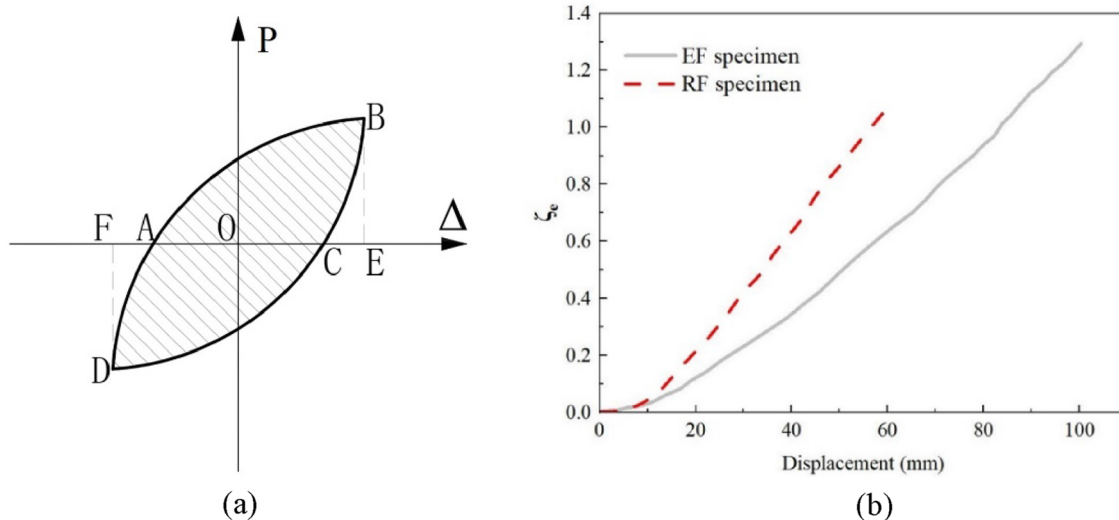 P
B
F
A
O
Δ
C
E
D
(a)
1.4
1.2
1.0
0.8
0.6
0.4
0.2
0.0
ζe
EF specimen
RF specimen
0 20 40 60 80 100
Displacement (mm)
(b)